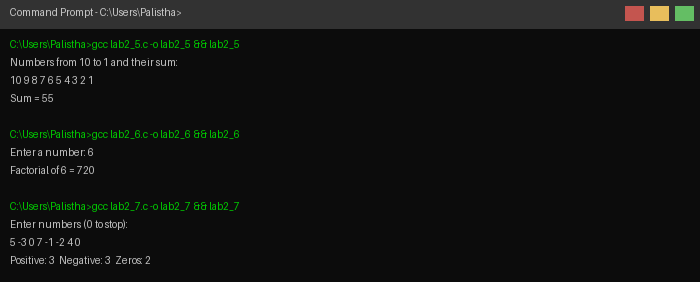 Command Prompt - C:\Users\Palistha>
C:\Users\Palistha>gcc lab2_5.c -o lab2_5 && lab2_5
Numbers from 10 to 1 and their sum:
10 9 8 7 6 5 4 3 2 1
Sum = 55
C:\Users\Palistha>gcc lab2_6.c -o lab2_6 && lab2_6
Enter a number: 6
Factorial of 6 = 720
C:\Users\Palistha>gcc lab2_7.c -o lab2_7 && lab2_7
Enter numbers (0 to stop):
5 -3 0 7 -1 -2 4 0
Positive: 3  Negative: 3  Zeros: 2